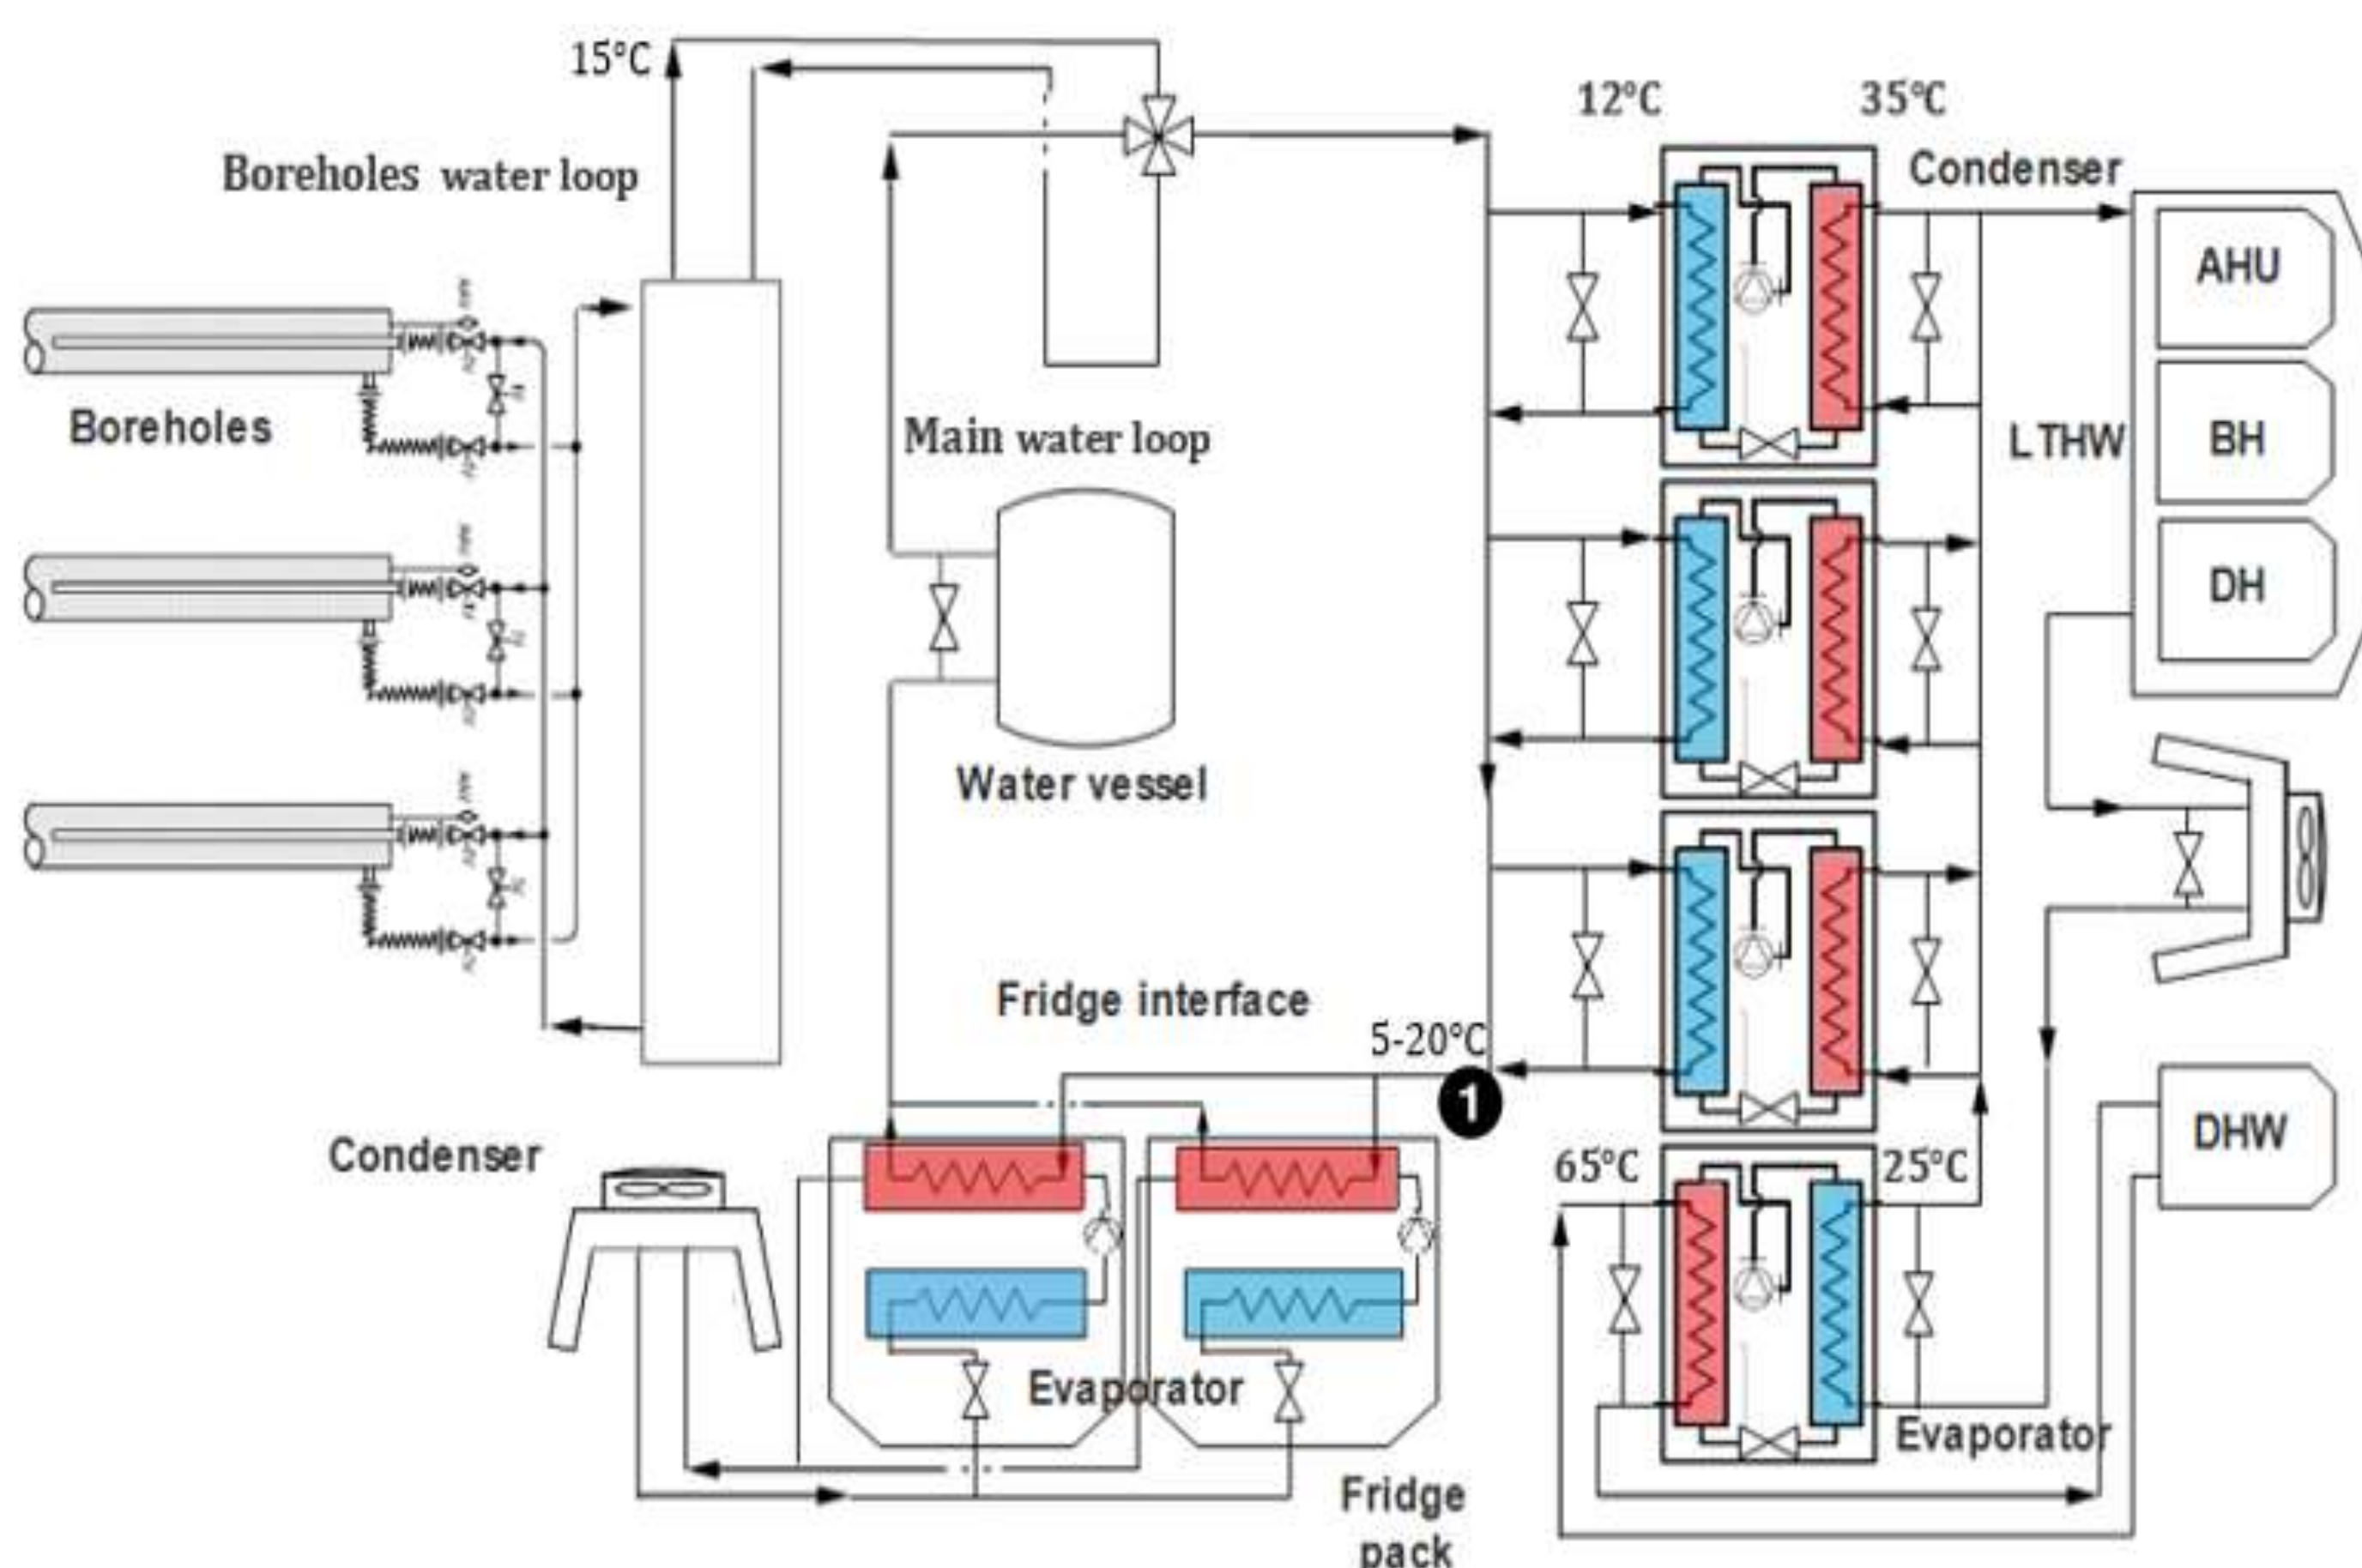 15°C
12°C
35°C
Boreholes water loop
Condenser
AHU
Boreholes
Main water loop
LTHW
BH
DH
Water vessel
Fridge interface
5-20°C
1
Condenser
65°C
25°C
DHW
Evaporator
Evaporator
Fridge
pack